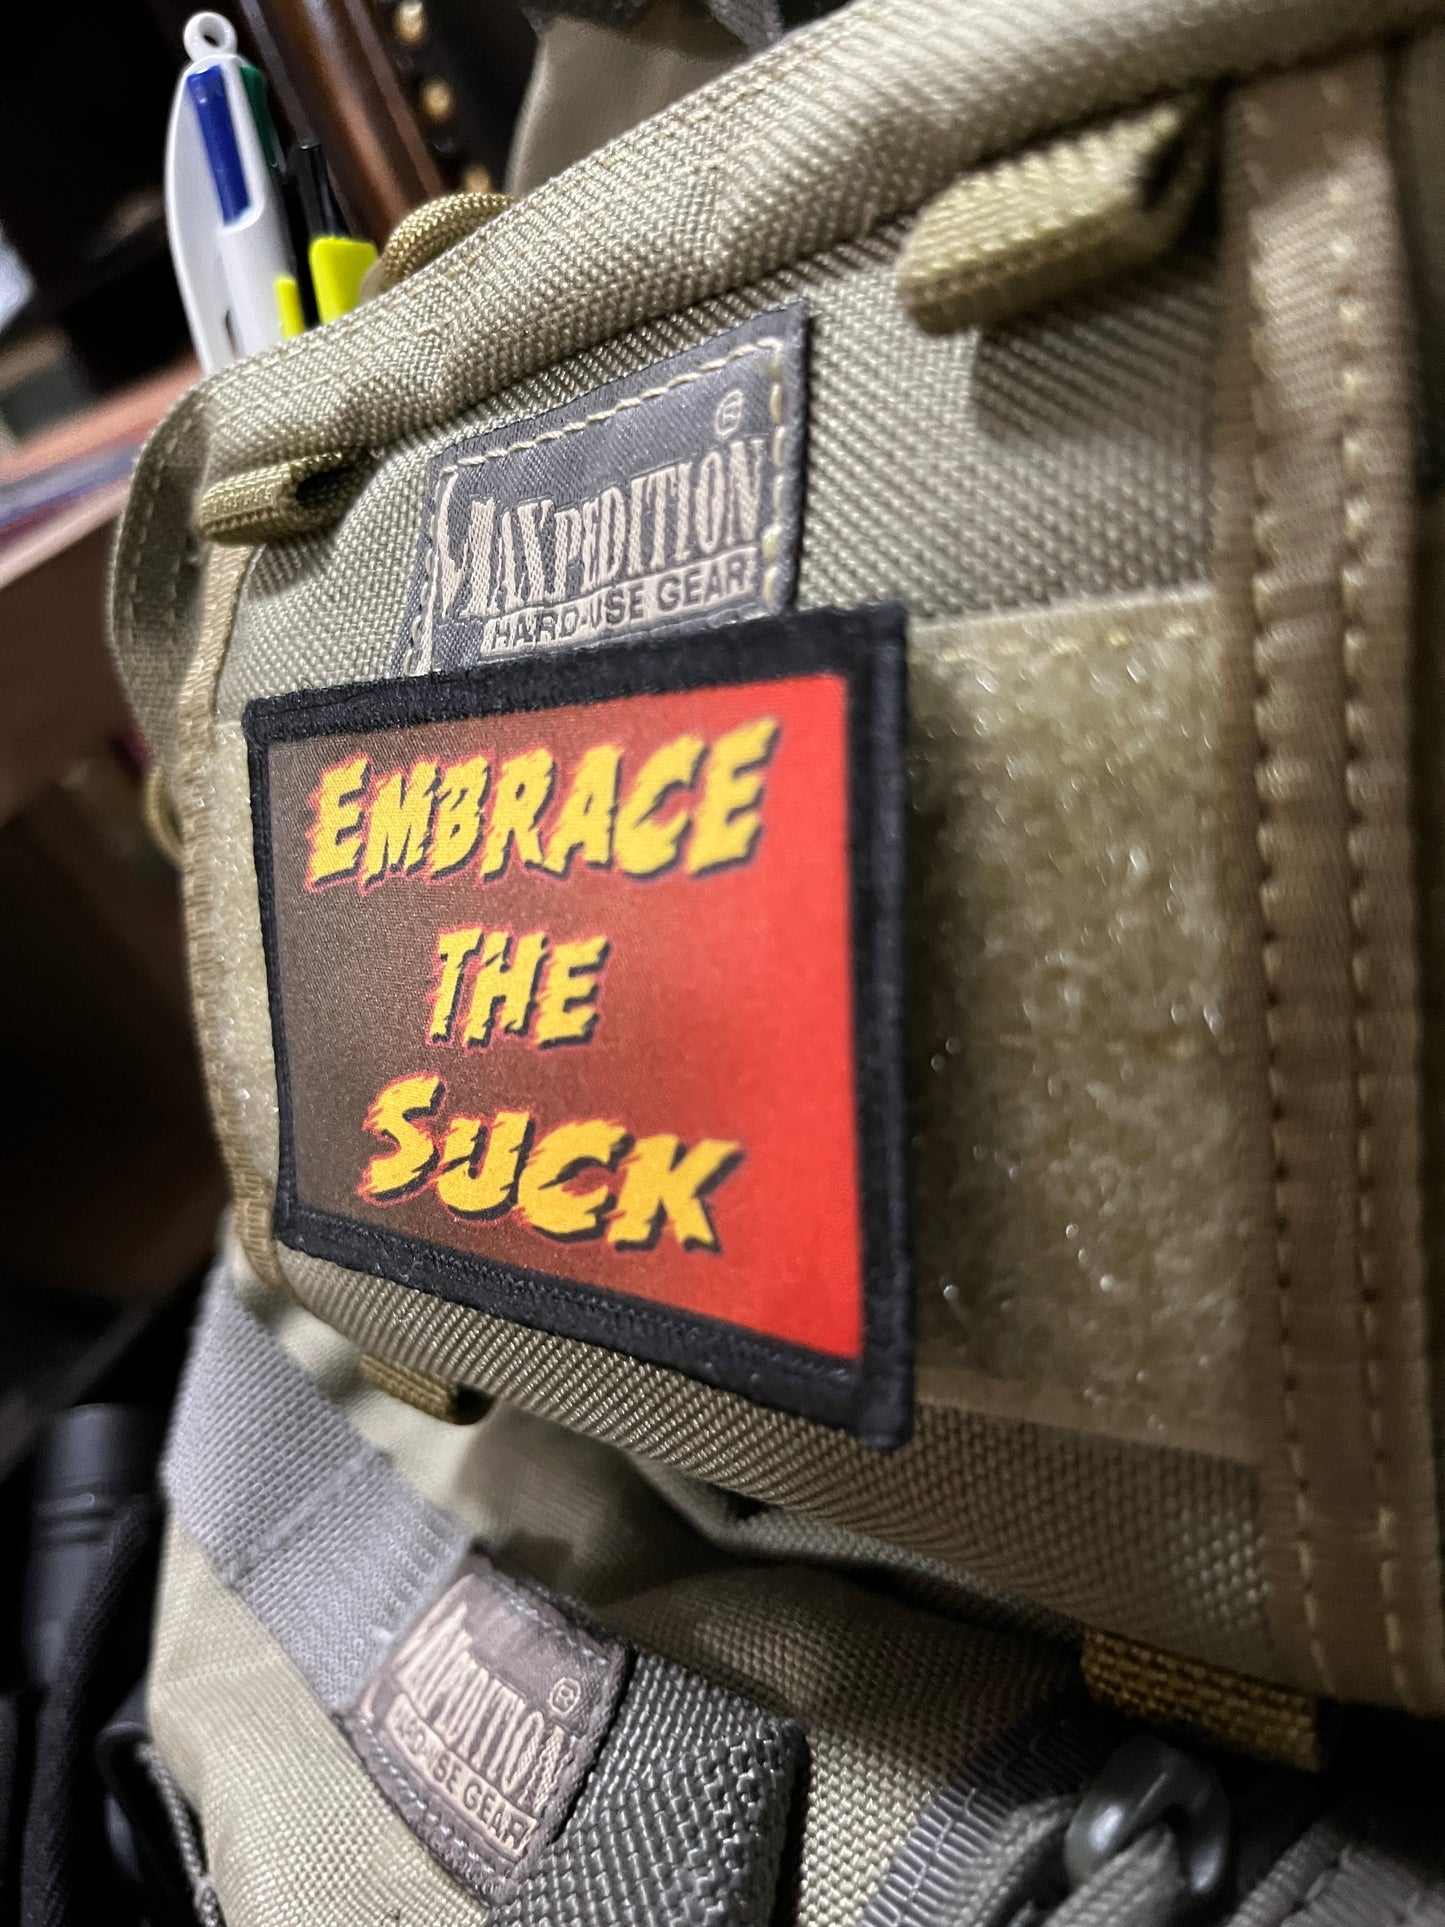 MAXPEDITION®
HARD-USE GEAR
EMBRACE
THE
SUCK
MAXPEDITION®
HARD-USE GEAR